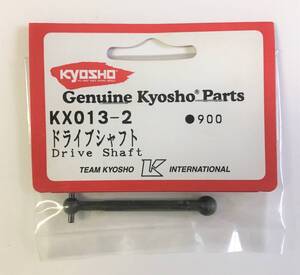 KYOSHO
Genuine Kyosho® Parts
KX013-2 ●900
ドライブシャフト
Drive Shaft
TEAM KYOSHO K INTERNATIONAL